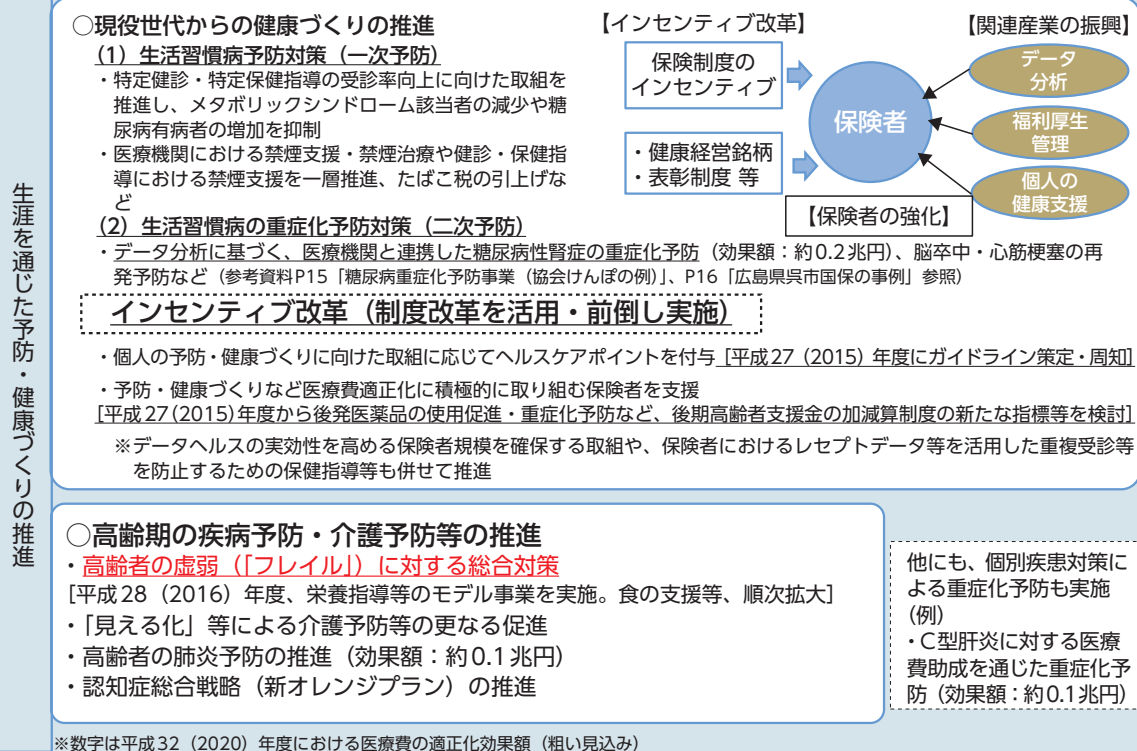 生涯を通じた予防・健康づくりの推進
○現役世代からの健康づくりの推進
(1) 生活習慣病予防対策(一次予防)
・特定健診・特定保健指導の受診率向上に向けた取組を
推進し、メタボリックシンドローム該当者の減少や糖
尿病有病者の増加を抑制
・医療機関における禁煙支援・禁煙治療や健診・保健指
導における禁煙支援を一層推進、たばこ税の引上げな
ど
【インセンティブ改革】
保険制度の
インセンティブ
・健康経営銘柄
・表彰制度 等
保険者
【保険者の強化】
【関連産業の振興】
データ
分析
福利厚生
管理
個人の
健康支援
(2) 生活習慣病の重症化予防対策(二次予防)
・データ分析に基づく、医療機関と連携した糖尿病性腎症の重症化予防(効果額:約0.2兆円)、脳卒中・心筋梗塞の再
発予防など(参考資料P15「糖尿病重症化予防事業(協会けんぽの例)」、P16「広島県呉市国保の事例」参照)
インセンティブ改革(制度改革を活用・前倒し実施)
・個人の予防・健康づくりに向けた取組に応じてヘルスケアポイントを付与 [平成27(2015)年度にガイドライン策定・周知]
・予防・健康づくりなど医療費適正化に積極的に取り組む保険者を支援
[平成27(2015)年度から後発医薬品の使用促進・重症化予防など、後期高齢者支援金の加減算制度の新たな指標等を検討]
※データヘルスの実効性を高める保険者規模を確保する取組や、保険者におけるレセプトデータ等を活用した重複受診等
を防止するための保健指導等も併せて推進
○高齢期の疾病予防・介護予防等の推進
・高齢者の虚弱(「フレイル」)に対する総合対策
[平成28(2016)年度、栄養指導等のモデル事業を実施。食の支援等、順次拡大]
・「見える化」等による介護予防等の更なる促進
・高齢者の肺炎予防の推進(効果額:約0.1兆円)
・認知症総合戦略(新オレンジプラン)の推進
他にも、個別疾患対策に
よる重症化予防も実施
(例)
・C型肝炎に対する医療
費助成を通じた重症化予
防(効果額:約0.1兆円)
※数字は平成32(2020)年度における医療費の適正化効果額(粗い見込み)